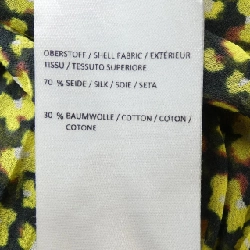 OBERSTOFF / SHELL FABRIC / EXTÉRIEUR
TISSU / TESSUTO SUPERIORE
70 % SEIDE / SILK / SOIE / SETA
30 % BAUMWOLLE / COTTON / COTON /
COTONE